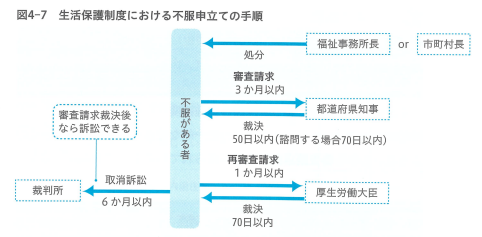 図4-7 生活保護制度における不服申立ての手順
福祉事務所長 or 市町村長
処分
審査請求
3か月以内
都道府県知事
裁決
50日以内(諮問する場合70日以内)
不服がある者
審査請求裁決後
なら訴訟できる
再審査請求
1か月以内
厚生労働大臣
裁決
70日以内
取消訴訟
6か月以内
裁判所